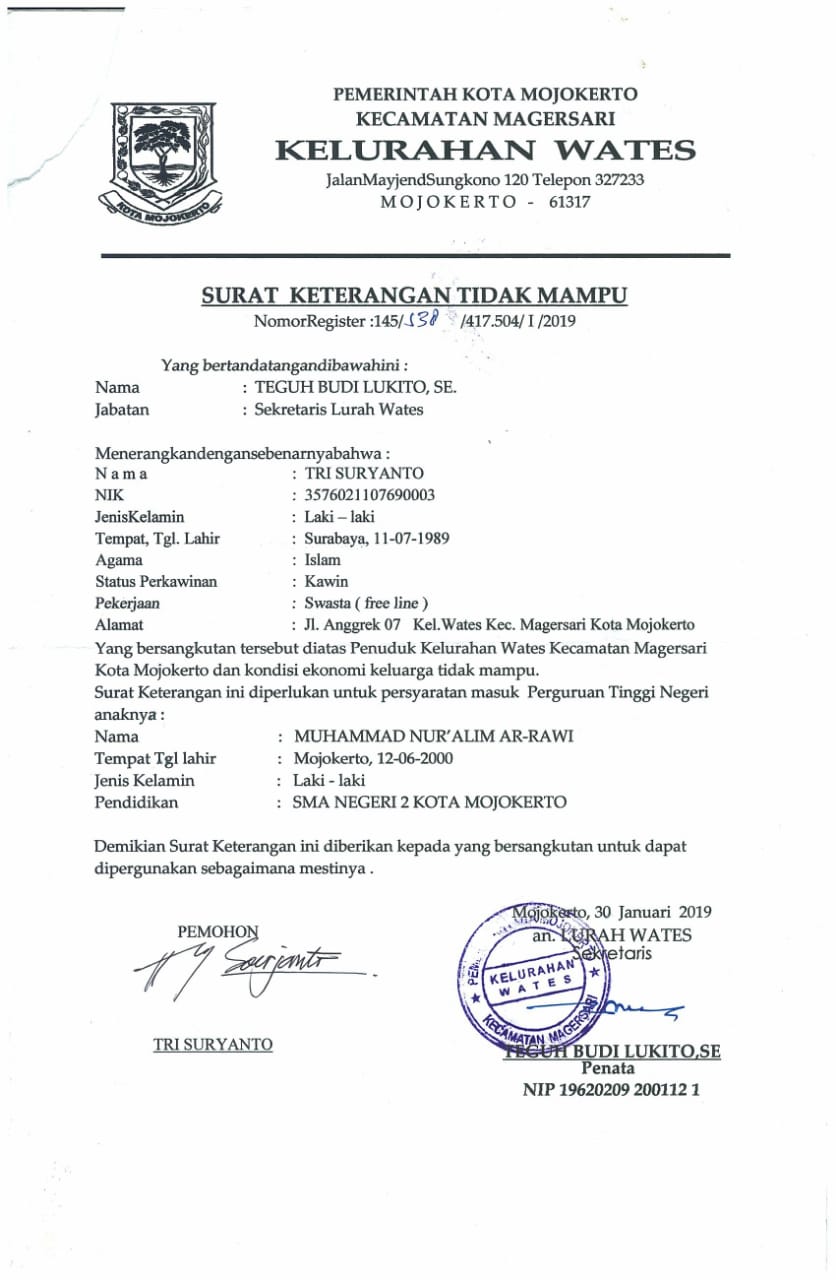 PEMERINTAH KOTA MOJOKERTO
KECAMATAN MAGERSARI
KELURAHAN WATES
JalanMayjendSungkono 120 Telepon 327233
MOJOKERTO - 61317
KOTA MOJOKERTO
SURAT KETERANGAN TIDAK MAMPU
NomorRegister :145/538 /417.504/ I /2019
Yang bertandatangandibawahini :
Nama : TEGUH BUDI LUKITO, SE.
Jabatan : Sekretaris Lurah Wates
Menerangkandengansebenarnyabahwa :
N a m a : TRI SURYANTO
NIK : 3576021107690003
JenisKelamin : Laki – laki
Tempat, Tgl. Lahir : Surabaya, 11-07-1989
Agama : Islam
Status Perkawinan : Kawin
Pekerjaan : Swasta ( free line )
Alamat : Jl. Anggrek 07 Kel.Wates Kec. Magersari Kota Mojokerto
Yang bersangkutan tersebut diatas Penuduk Kelurahan Wates Kecamatan Magersari
Kota Mojokerto dan kondisi ekonomi keluarga tidak mampu.
Surat Keterangan ini diperlukan untuk persyaratan masuk Perguruan Tinggi Negeri
anaknya :
Nama : MUHAMMAD NUR'ALIM AR-RAWI
Tempat Tgl lahir : Mojokerto, 12-06-2000
Jenis Kelamin : Laki - laki
Pendidikan : SMA NEGERI 2 KOTA MOJOKERTO
Demikian Surat Keterangan ini diberikan kepada yang bersangkutan untuk dapat
dipergunakan sebagaimana mestinya .
Mojokerto, 30 Januari 2019
PEMOHON
an. LURAH WATES
Sekretaris
KELURAHAN
WATES
KECAMATAN MAGERSARI
TRI SURYANTO
TEGUH BUDI LUKITO,SE
Penata
NIP 19620209 200112 1